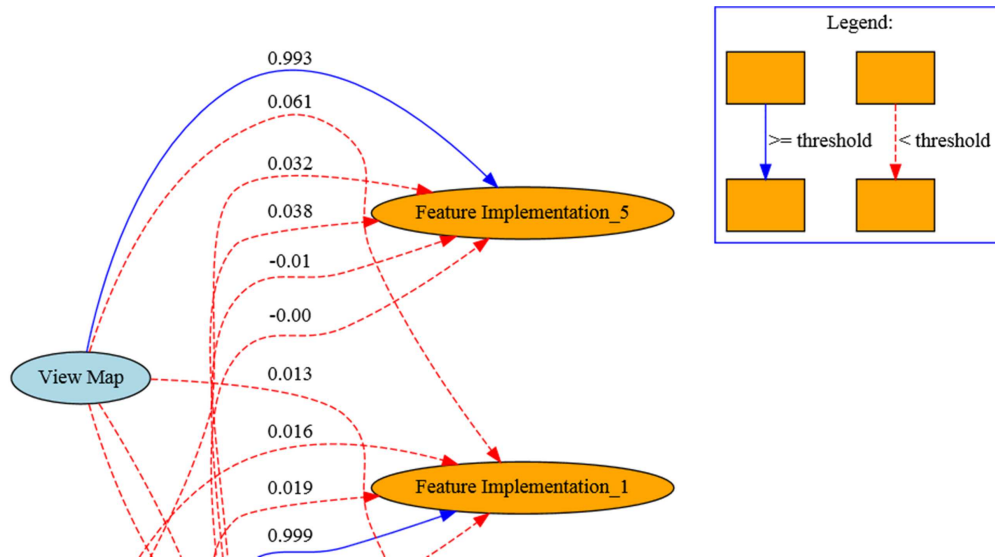 Legend:
>= threshold
< threshold
0.993
0.061
0.032
0.038
-0.01
-0.00
0.013
0.016
0.019
0.999
Feature Implementation_5
View Map
Feature Implementation_1